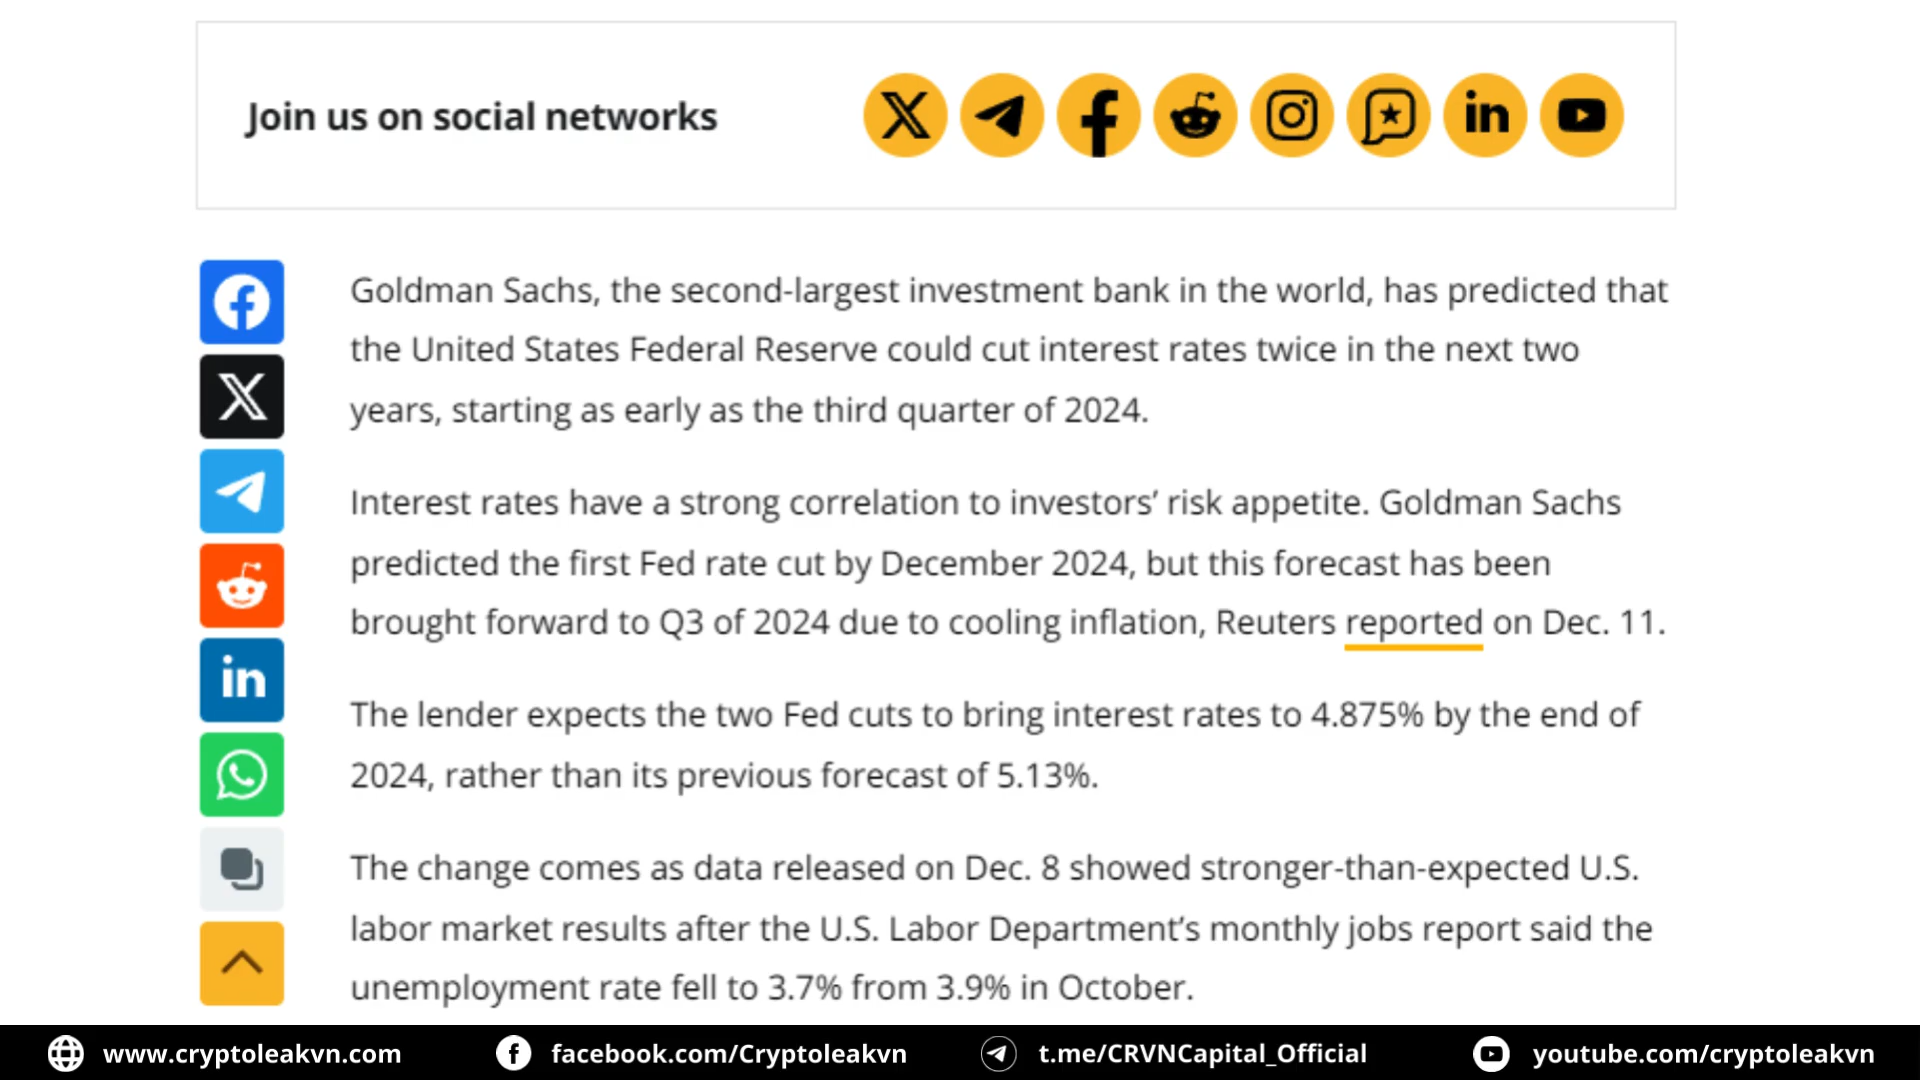 Join us on social networks
Goldman Sachs, the second-largest investment bank in the world, has predicted that
the United States Federal Reserve could cut interest rates twice in the next two
years, starting as early as the third quarter of 2024.
Interest rates have a strong correlation to investors’ risk appetite. Goldman Sachs
predicted the first Fed rate cut by December 2024, but this forecast has been
brought forward to Q3 of 2024 due to cooling inflation, Reuters reported on Dec. 11.
The lender expects the two Fed cuts to bring interest rates to 4.875% by the end of
2024, rather than its previous forecast of 5.13%.
The change comes as data released on Dec. 8 showed stronger-than-expected U.S.
labor market results after the U.S. Labor Department’s monthly jobs report said the
unemployment rate fell to 3.7% from 3.9% in October.
www.cryptoleakvn.com facebook.com/Cryptoleakvn t.me/CRVNCapital_Official youtube.com/cryptoleakvn